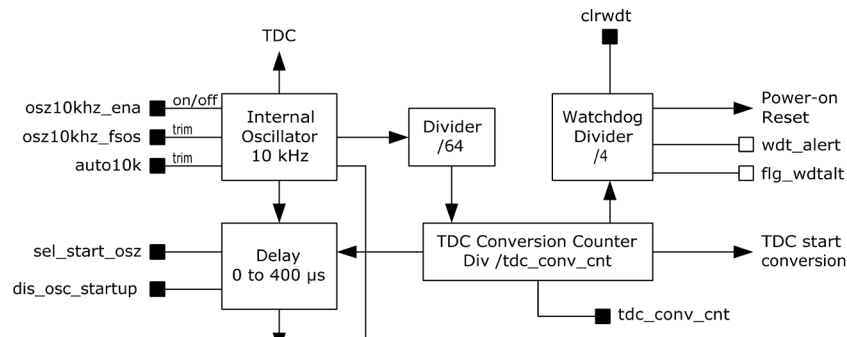 clrwdt
TDC
osz10khz_ena
on/off
osz10khz_fsos
trim
auto10k
trim
Internal
Oscillator
10 kHz
Divider
/64
Watchdog
Divider
/4
Power-on
Reset
wdt_alert
flg_wdtalt
sel_start_osz
dis_osc_startup
Delay
0 to 400 µs
TDC Conversion Counter
Div /tdc_conv_cnt
TDC start
conversion
tdc_conv_cnt